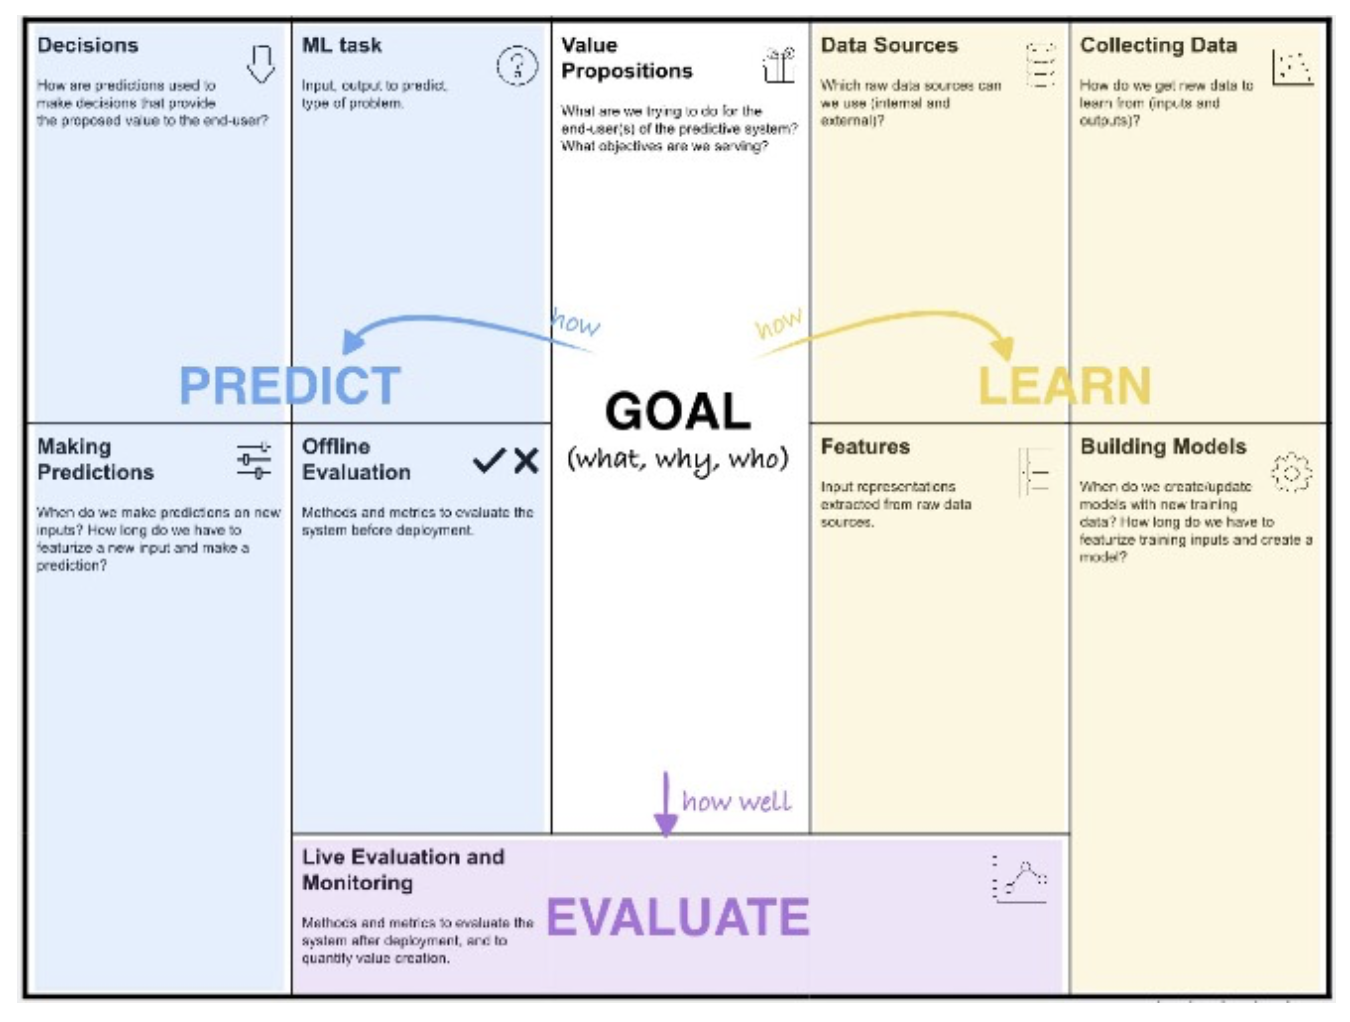 Decisions
How are predictions used to
make decisions that provide
the proposed value to the end-user?
ML task
Input, output to predict,
type of problem.
Value
Propositions
What are we trying to do for the
end-user(s) of the predictive system?
What objectives are we serving?
Data Sources
Which raw data sources can
we use (internal and
external)?
Collecting Data
How do we get new data to
learn from (inputs and
outputs)?
how
how
PREDICT
LEARN
GOAL
(what, why, who)
Making
Predictions
When do we make predictions on new
inputs? How long do we have to
featurize a new input and make a
prediction?
Offline
Evaluation
Methods and metrics to evaluate the
system before deployment.
Features
Input representations
extracted from raw data
sources.
Building Models
When do we create/update
models with new training
data? How long do we have to
featurize training inputs and create a
model?
how well
Live Evaluation and
Monitoring
Methods and metrics to evaluate the
system after deployment, and to
quantify value creation.
EVALUATE